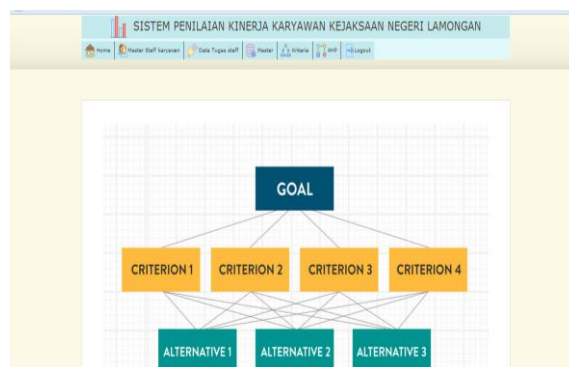 SISTEM PENILAIAN KINERJA KARYAWAN KEJAKSAAN NEGERI LAMONGAN
Home Master Staff karyawan Data Tugas staff Master Kriteria AHP Logout
GOAL
CRITERION 1 CRITERION 2 CRITERION 3 CRITERION 4
ALTERNATIVE 1 ALTERNATIVE 2 ALTERNATIVE 3